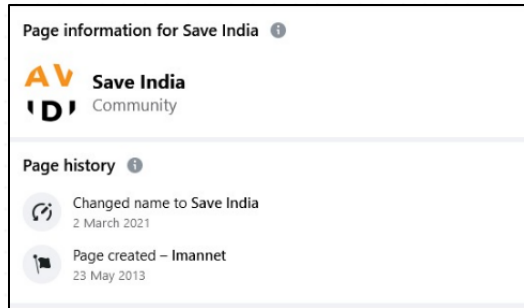 Page information for Save India
AV
Save India
Community
'D'
Page history
Changed name to Save India
2 March 2021
Page created – Imannet
23 May 2013